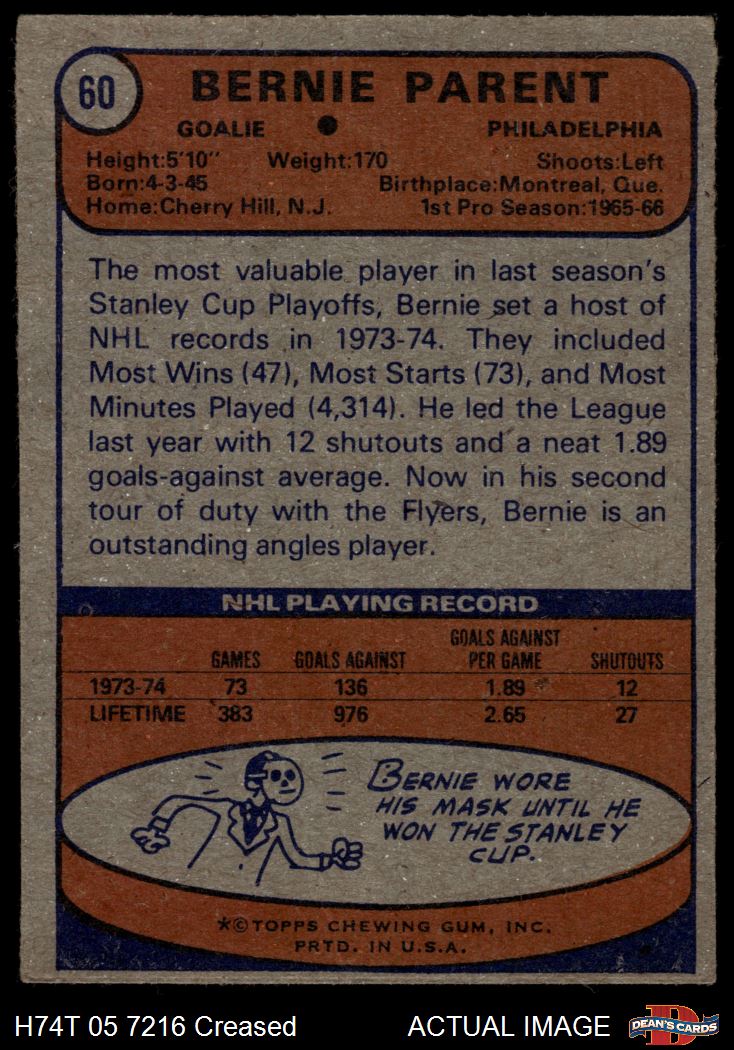 60
BERNIE PARENT
GOALIE ● PHILADELPHIA
Height:5'10" Weight:170 Shoots:Left
Born:4-3-45 Birthplace:Montreal, Que.
Home:Cherry Hill, N.J. 1st Pro Season:1965-66
The most valuable player in last season's
Stanley Cup Playoffs, Bernie set a host of
NHL records in 1973-74. They included
Most Wins (47), Most Starts (73), and Most
Minutes Played (4,314). He led the League
last year with 12 shutouts and a neat 1.89
goals-against average. Now in his second
tour of duty with the Flyers, Bernie is an
outstanding angles player.
NHL PLAYING RECORD
GAMES GOALS AGAINST GOALS AGAINST PER GAME SHUTOUTS
1973-74 73 136 1.89 12
LIFETIME 383 976 2.65 27
BERNIE WORE
HIS MASK UNTIL HE
WON THE STANLEY
CUP.
*©TOPPS CHEWING GUM, INC.
PRTD. IN U.S.A.
H74T 05 7216 Creased ACTUAL IMAGE
D
DEAN'S CARDS